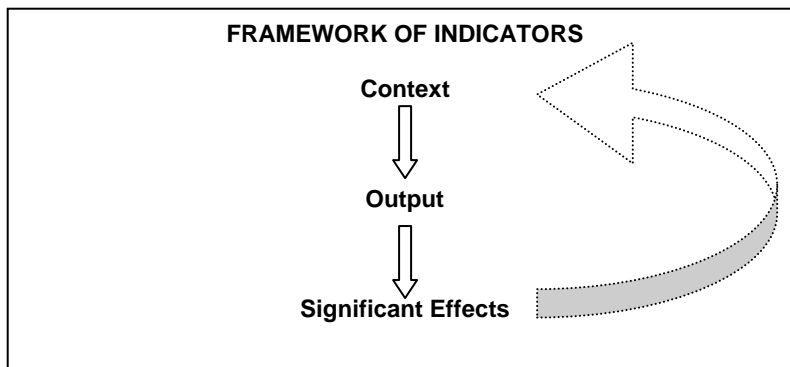 FRAMEWORK OF INDICATORS
Context
Output
Significant Effects